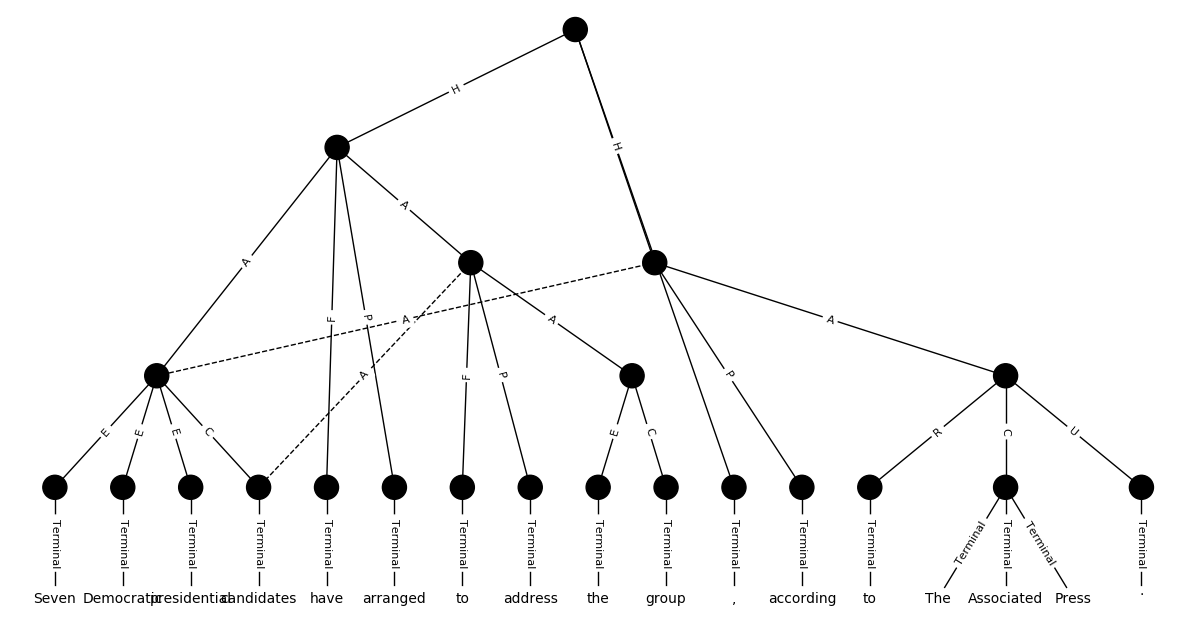 H
H
A
A
F
P
A
A
A
A
F
P
P
E
E
E
C
E
C
R
C
U
Terminal Terminal Terminal Terminal Terminal Terminal Terminal Terminal Terminal Terminal Terminal Terminal Terminal Terminal Terminal Terminal Terminal
Seven Democratic presidential candidates have arranged to address the group , according to The Associated Press .